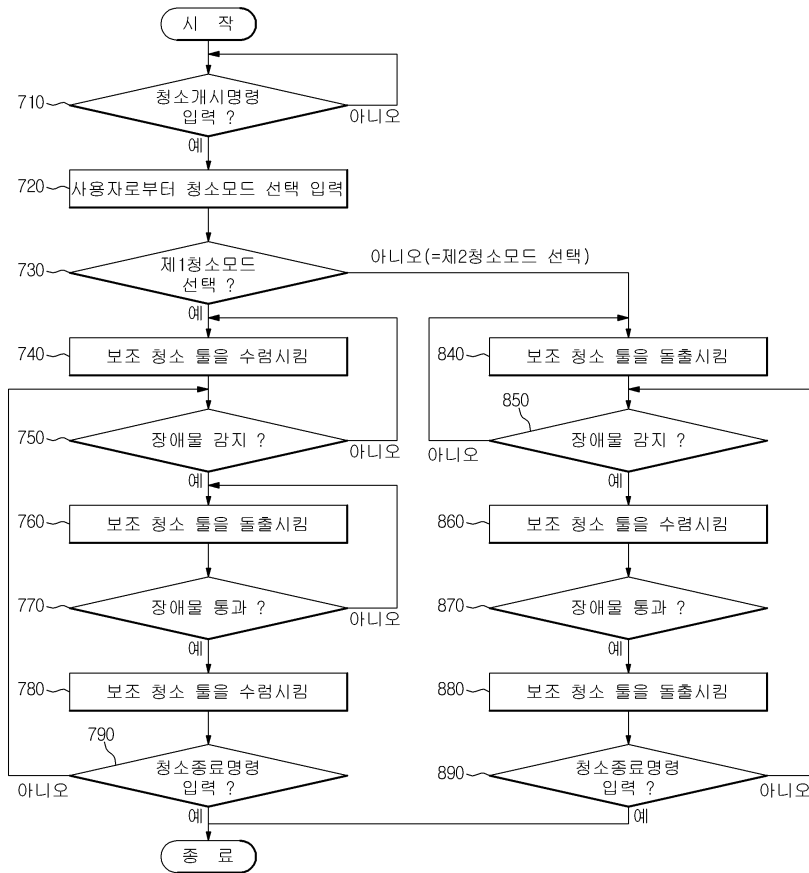 시 작
710
청소개시명령
입력 ?
아니오
예
720
사용자로부터 청소모드 선택 입력
730
제1청소모드
선택 ?
아니오(=제2청소모드 선택)
예
740
보조 청소 툴을 수렴시킴
750
장애물 감지 ?
아니오
예
760
보조 청소 툴을 돌출시킴
770
장애물 통과 ?
아니오
예
780
보조 청소 툴을 수렴시킴
790
청소종료명령
입력 ?
아니오
예
840
보조 청소 툴을 돌출시킴
850
장애물 감지 ?
아니오
예
860
보조 청소 툴을 수렴시킴
870
장애물 통과 ?
예
880
보조 청소 툴을 돌출시킴
890
청소종료명령
입력 ?
아니오
예
종 료